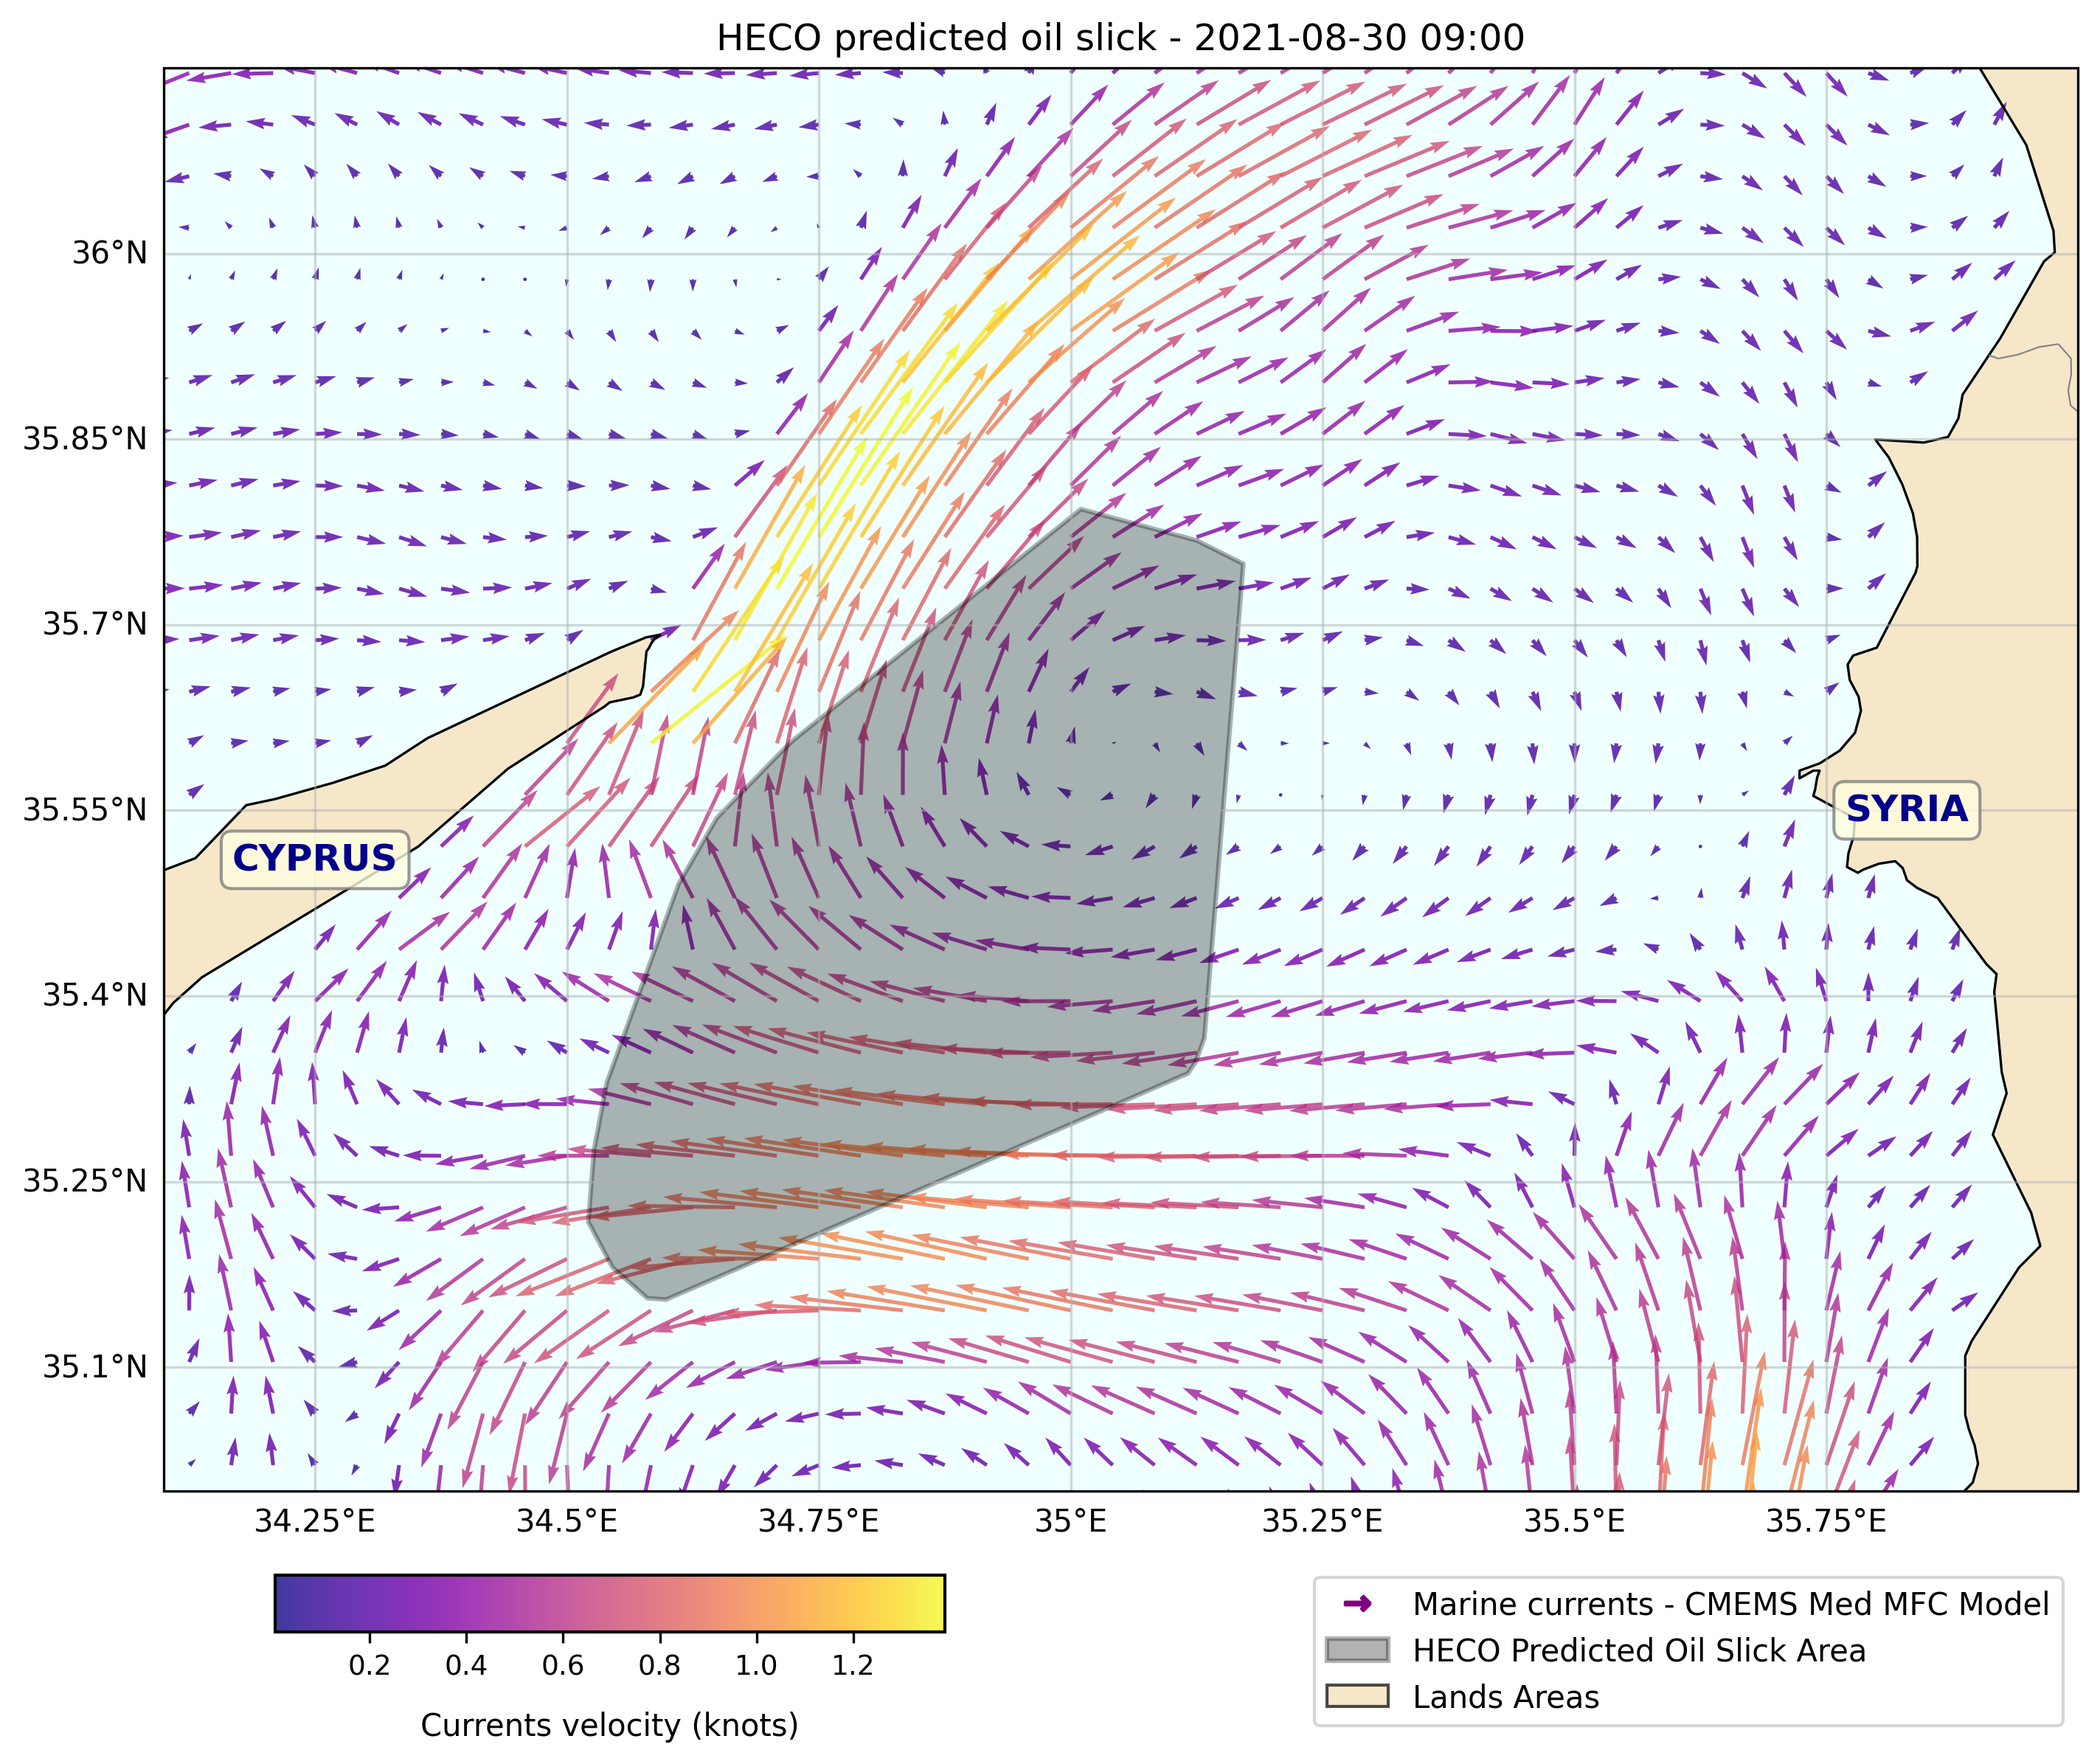 HECO predicted oil slick - 2021-08-30 09:00
36°N
35.85°N
35.7°N
35.55°N
35.4°N
35.25°N
35.1°N
CYPRUS
SYRIA
34.25°E
34.5°E
34.75°E
35°E
35.25°E
35.5°E
35.75°E
0.2
0.4
0.6
0.8
1.0
1.2
Currents velocity (knots)
Marine currents - CMEMS Med MFC Model
HECO Predicted Oil Slick Area
Lands Areas